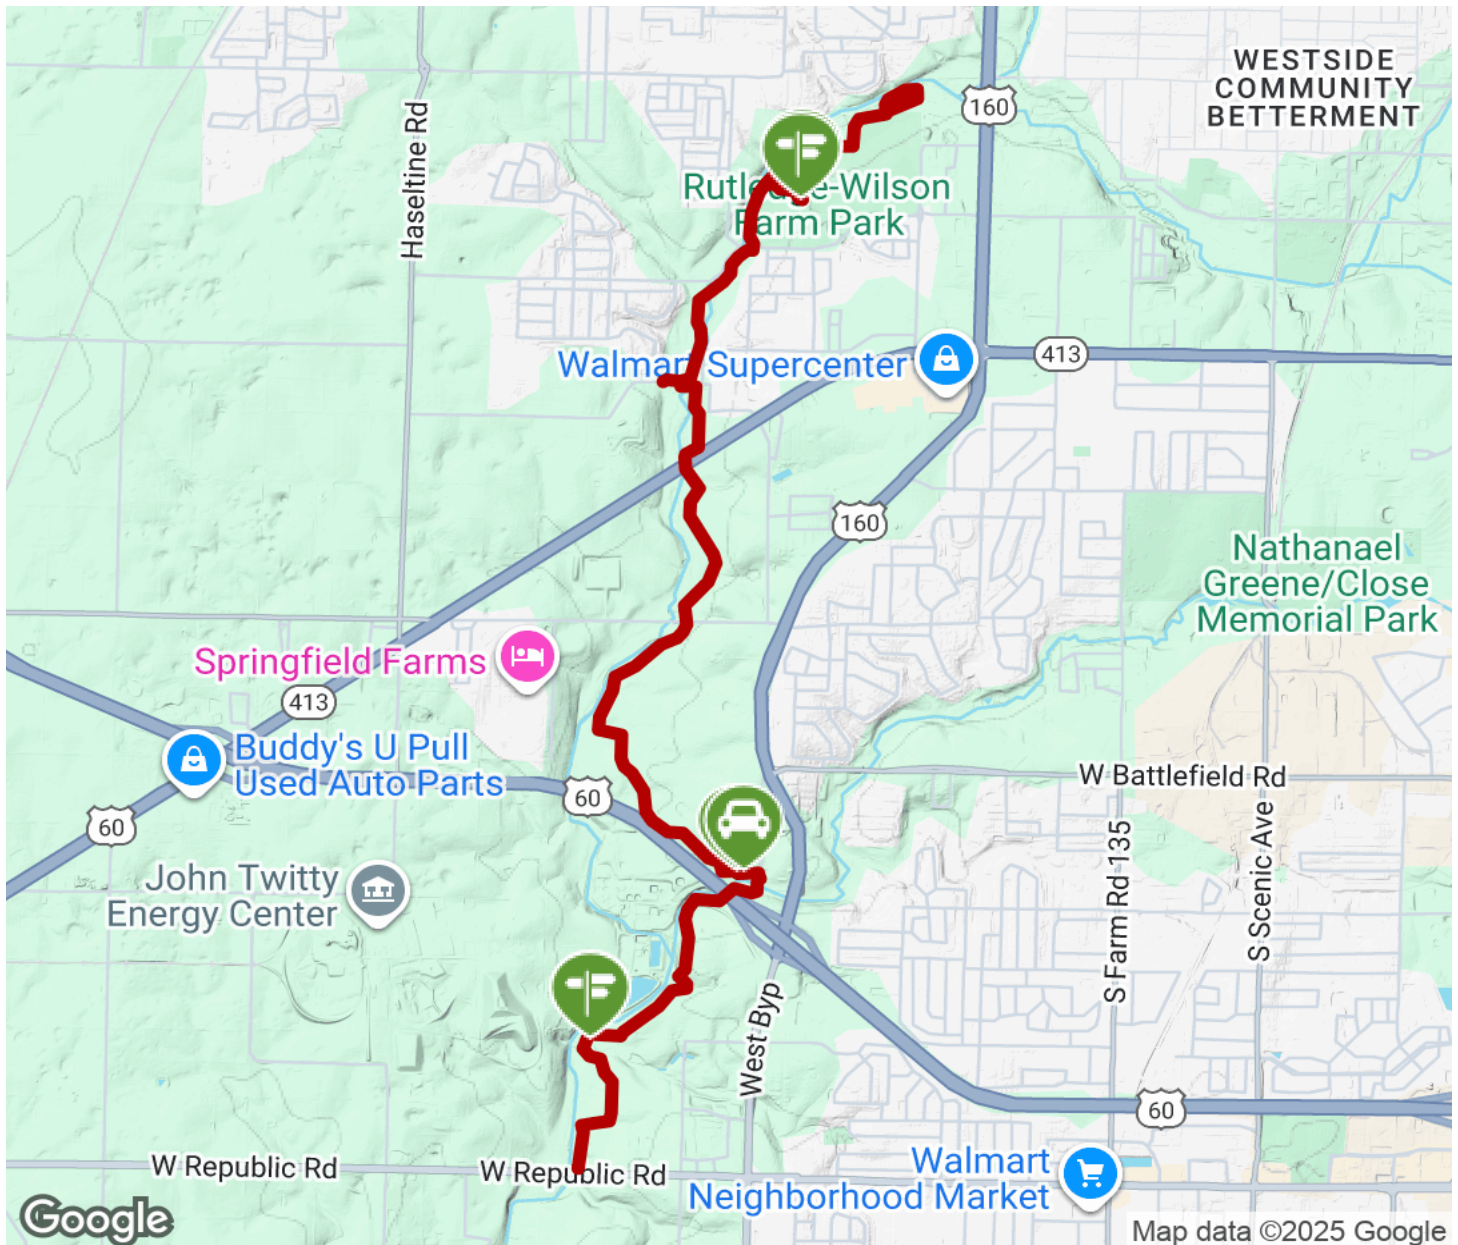 WESTSIDE
COMMUNITY
BETTERMENT
160
Haseltine Rd
Rutledge-Wilson
Farm Park
Walmart Supercenter
413
160
Nathanael
Greene/Close
Memorial Park
Springfield Farms
413
Buddy's U Pull
Used Auto Parts
60
60
W Battlefield Rd
S Farm Rd 135
S Scenic Ave
John Twitty
Energy Center
West Byp
60
W Republic Rd
W Republic Rd
Walmart
Neighborhood Market
Google
Map data ©2025 Google